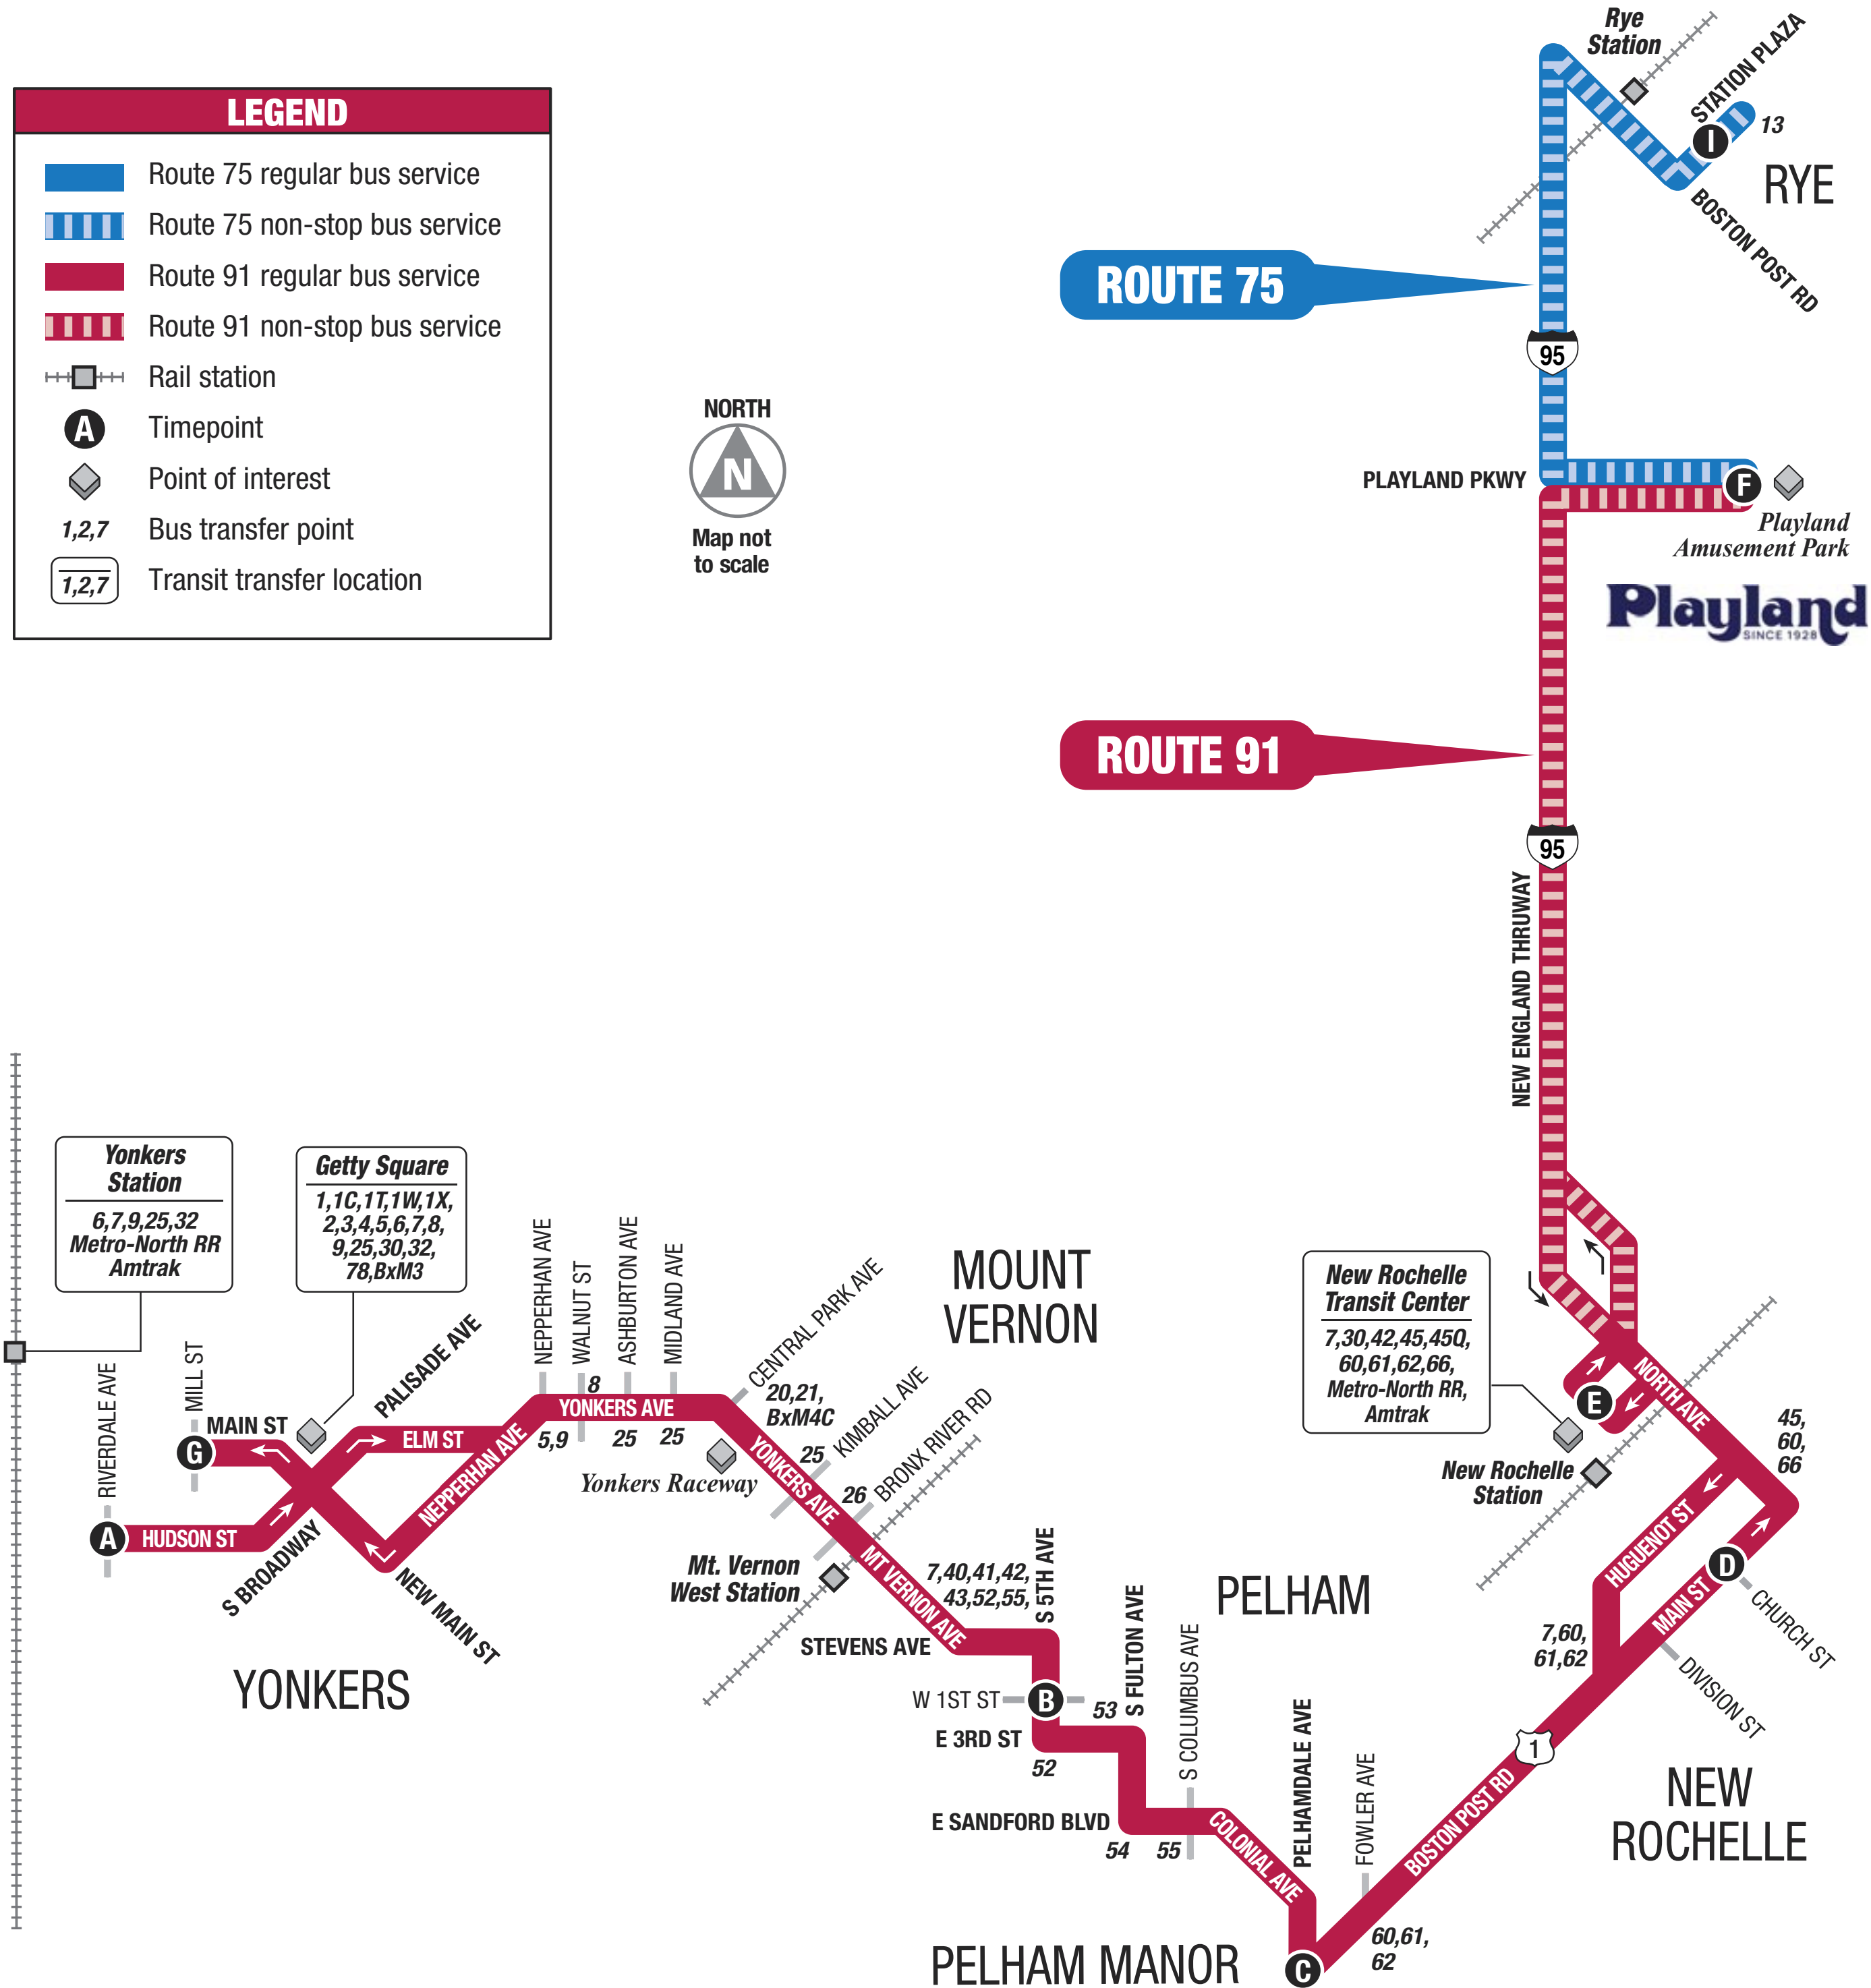 LEGEND
Route 75 regular bus service
Route 75 non-stop bus service
Route 91 regular bus service
Route 91 non-stop bus service
Rail station
A
Timepoint
Point of interest
1,2,7
Bus transfer point
1,2,7
Transit transfer location
NORTH
N
Map not
to scale
Rye
Station
STATION PLAZA
I
13
RYE
BOSTON POST RD
ROUTE 75
95
PLAYLAND PKWY
F
Playland
Amusement Park
Playland
SINCE 1928
ROUTE 91
95
NEW ENGLAND THRUWAY
Yonkers
Station
6,7,9,25,32
Metro-North RR
Amtrak
Getty Square
1,1C,1T,1W,1X,
2,3,4,5,6,7,8,
9,25,30,32,
78,BxM3
RIVERDALE AVE
MILL ST
MAIN ST
G
A
HUDSON ST
S BROADWAY
PALISADE AVE
ELM ST
NEPPERHAN AVE
NEW MAIN ST
YONKERS
NEPPERHAN AVE
WALNUT ST
ASHBURTON AVE
MIDLAND AVE
8
YONKERS AVE
5,9
25
25
Yonkers Raceway
CENTRAL PARK AVE
20,21,
BxM4C
YONKERS AVE
25
KIMBALL AVE
26
BRONX RIVER RD
MOUNT
VERNON
Mt. Vernon
West Station
MT VERNON AVE
7,40,41,42,
43,52,55,
S 5TH AVE
STEVENS AVE
W 1ST ST
B
53
E 3RD ST
52
S FULTON AVE
E SANDFORD BLVD
54
55
S COLUMBUS AVE
PELHAM
COLONIAL AVE
PELHAMDALE AVE
PELHAM MANOR
C
FOWLER AVE
60,61,
62
BOSTON POST RD
1
New Rochelle
Transit Center
7,30,42,45,45Q,
60,61,62,66,
Metro-North RR,
Amtrak
E
New Rochelle
Station
NORTH AVE
45,
60,
66
HUGUENOT ST
7,60,
61,62
MAIN ST
D
CHURCH ST
DIVISION ST
NEW
ROCHELLE